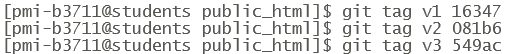 [pmi-b3711@students public_html]$ git tag v1 16347
[pmi-b3711@students public_html]$ git tag v2 081b6
[pmi-b3711@students public_html]$ git tag v3 549ac